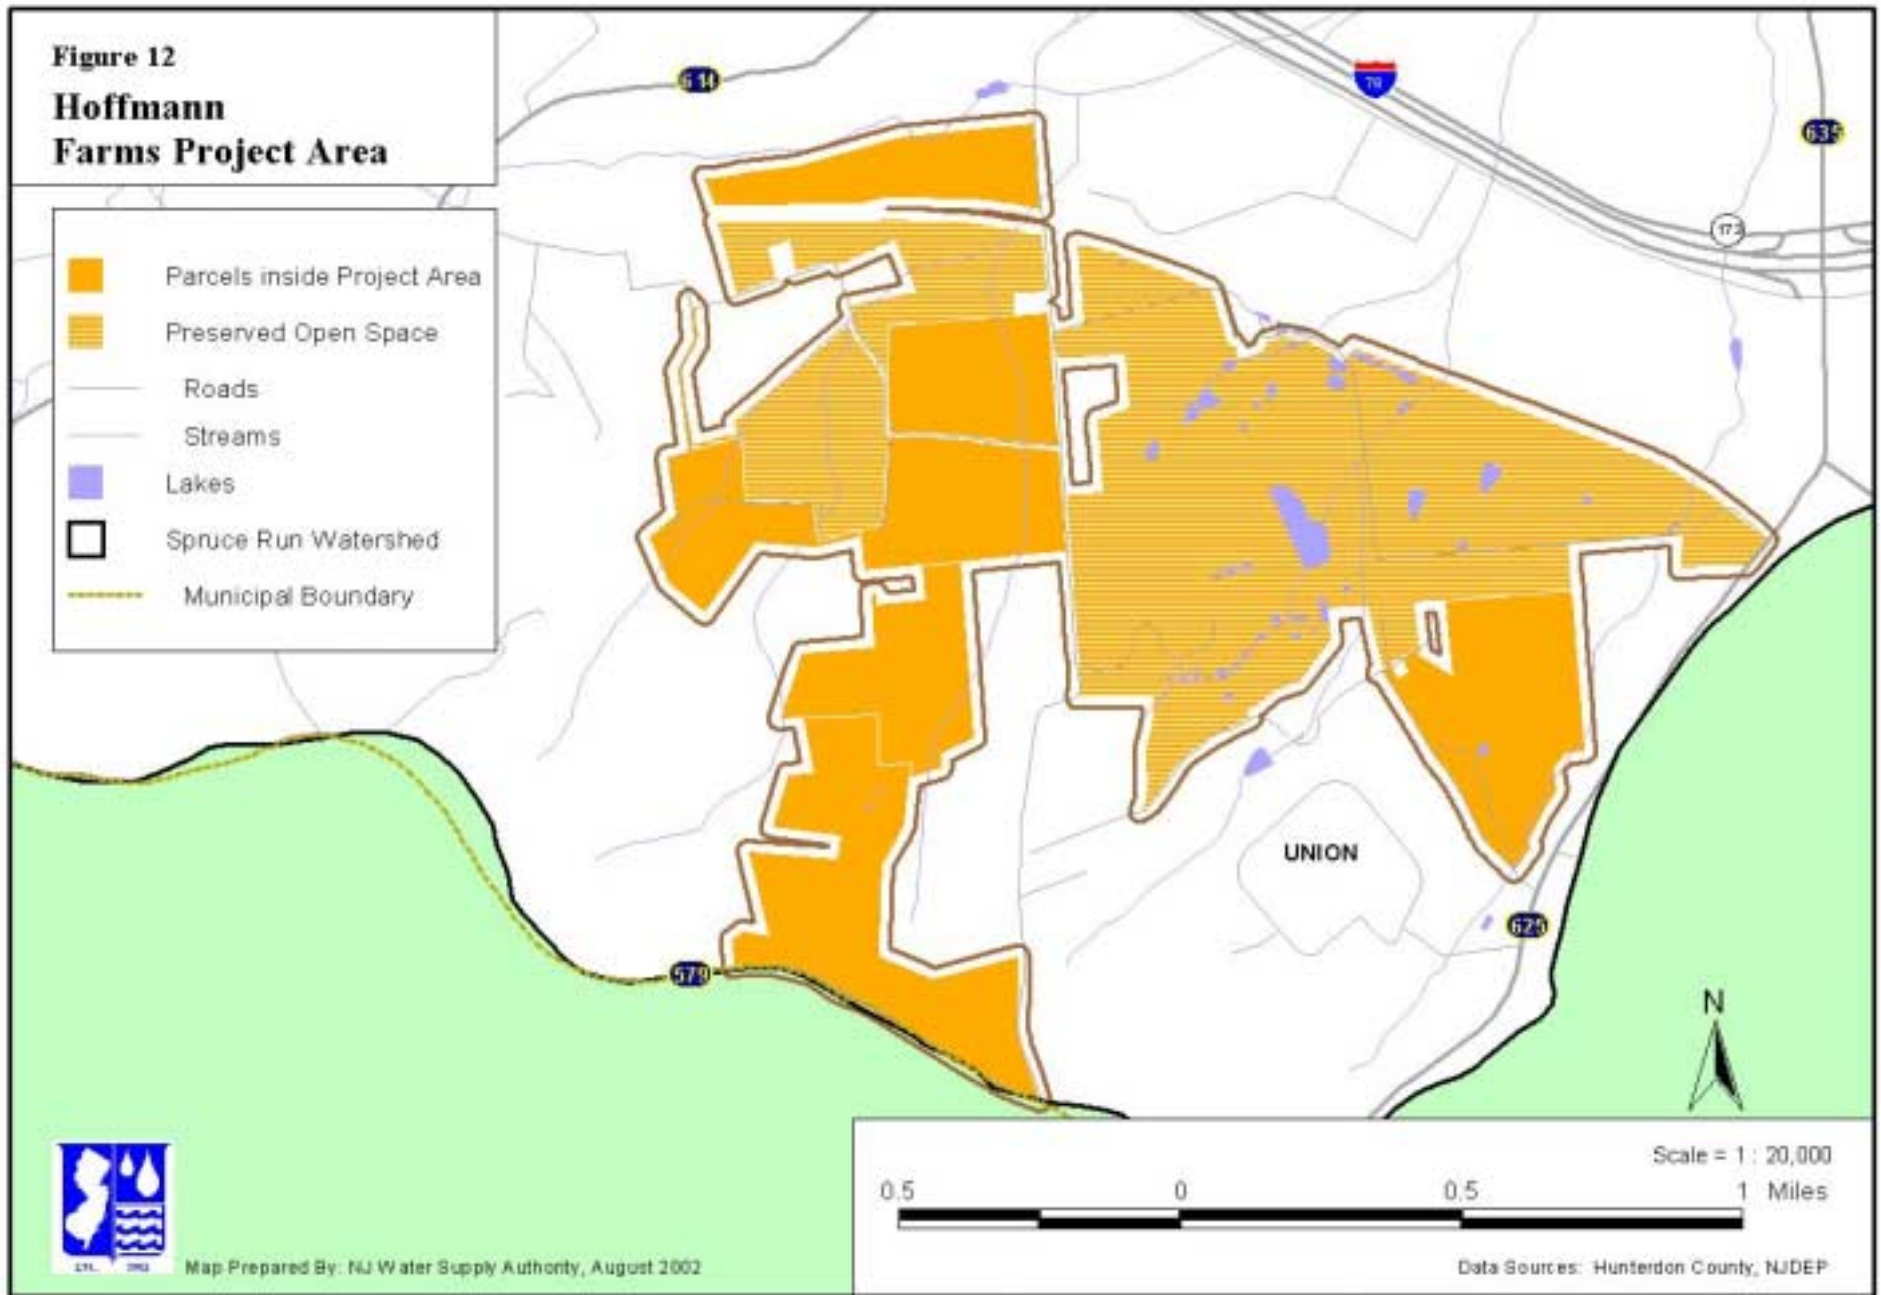 Figure 12
Hoffmann
Farms Project Area
614
78
635
173
Parcels inside Project Area
Preserved Open Space
Roads
Streams
Lakes
Spruce Run Watershed
Municipal Boundary
UNION
625
579
N
Scale = 1 : 20,000
0.5 0 0.5 1 Miles
Map Prepared By: NJ Water Supply Authority, August 2002
Data Sources: Hunterdon County, NJDEP